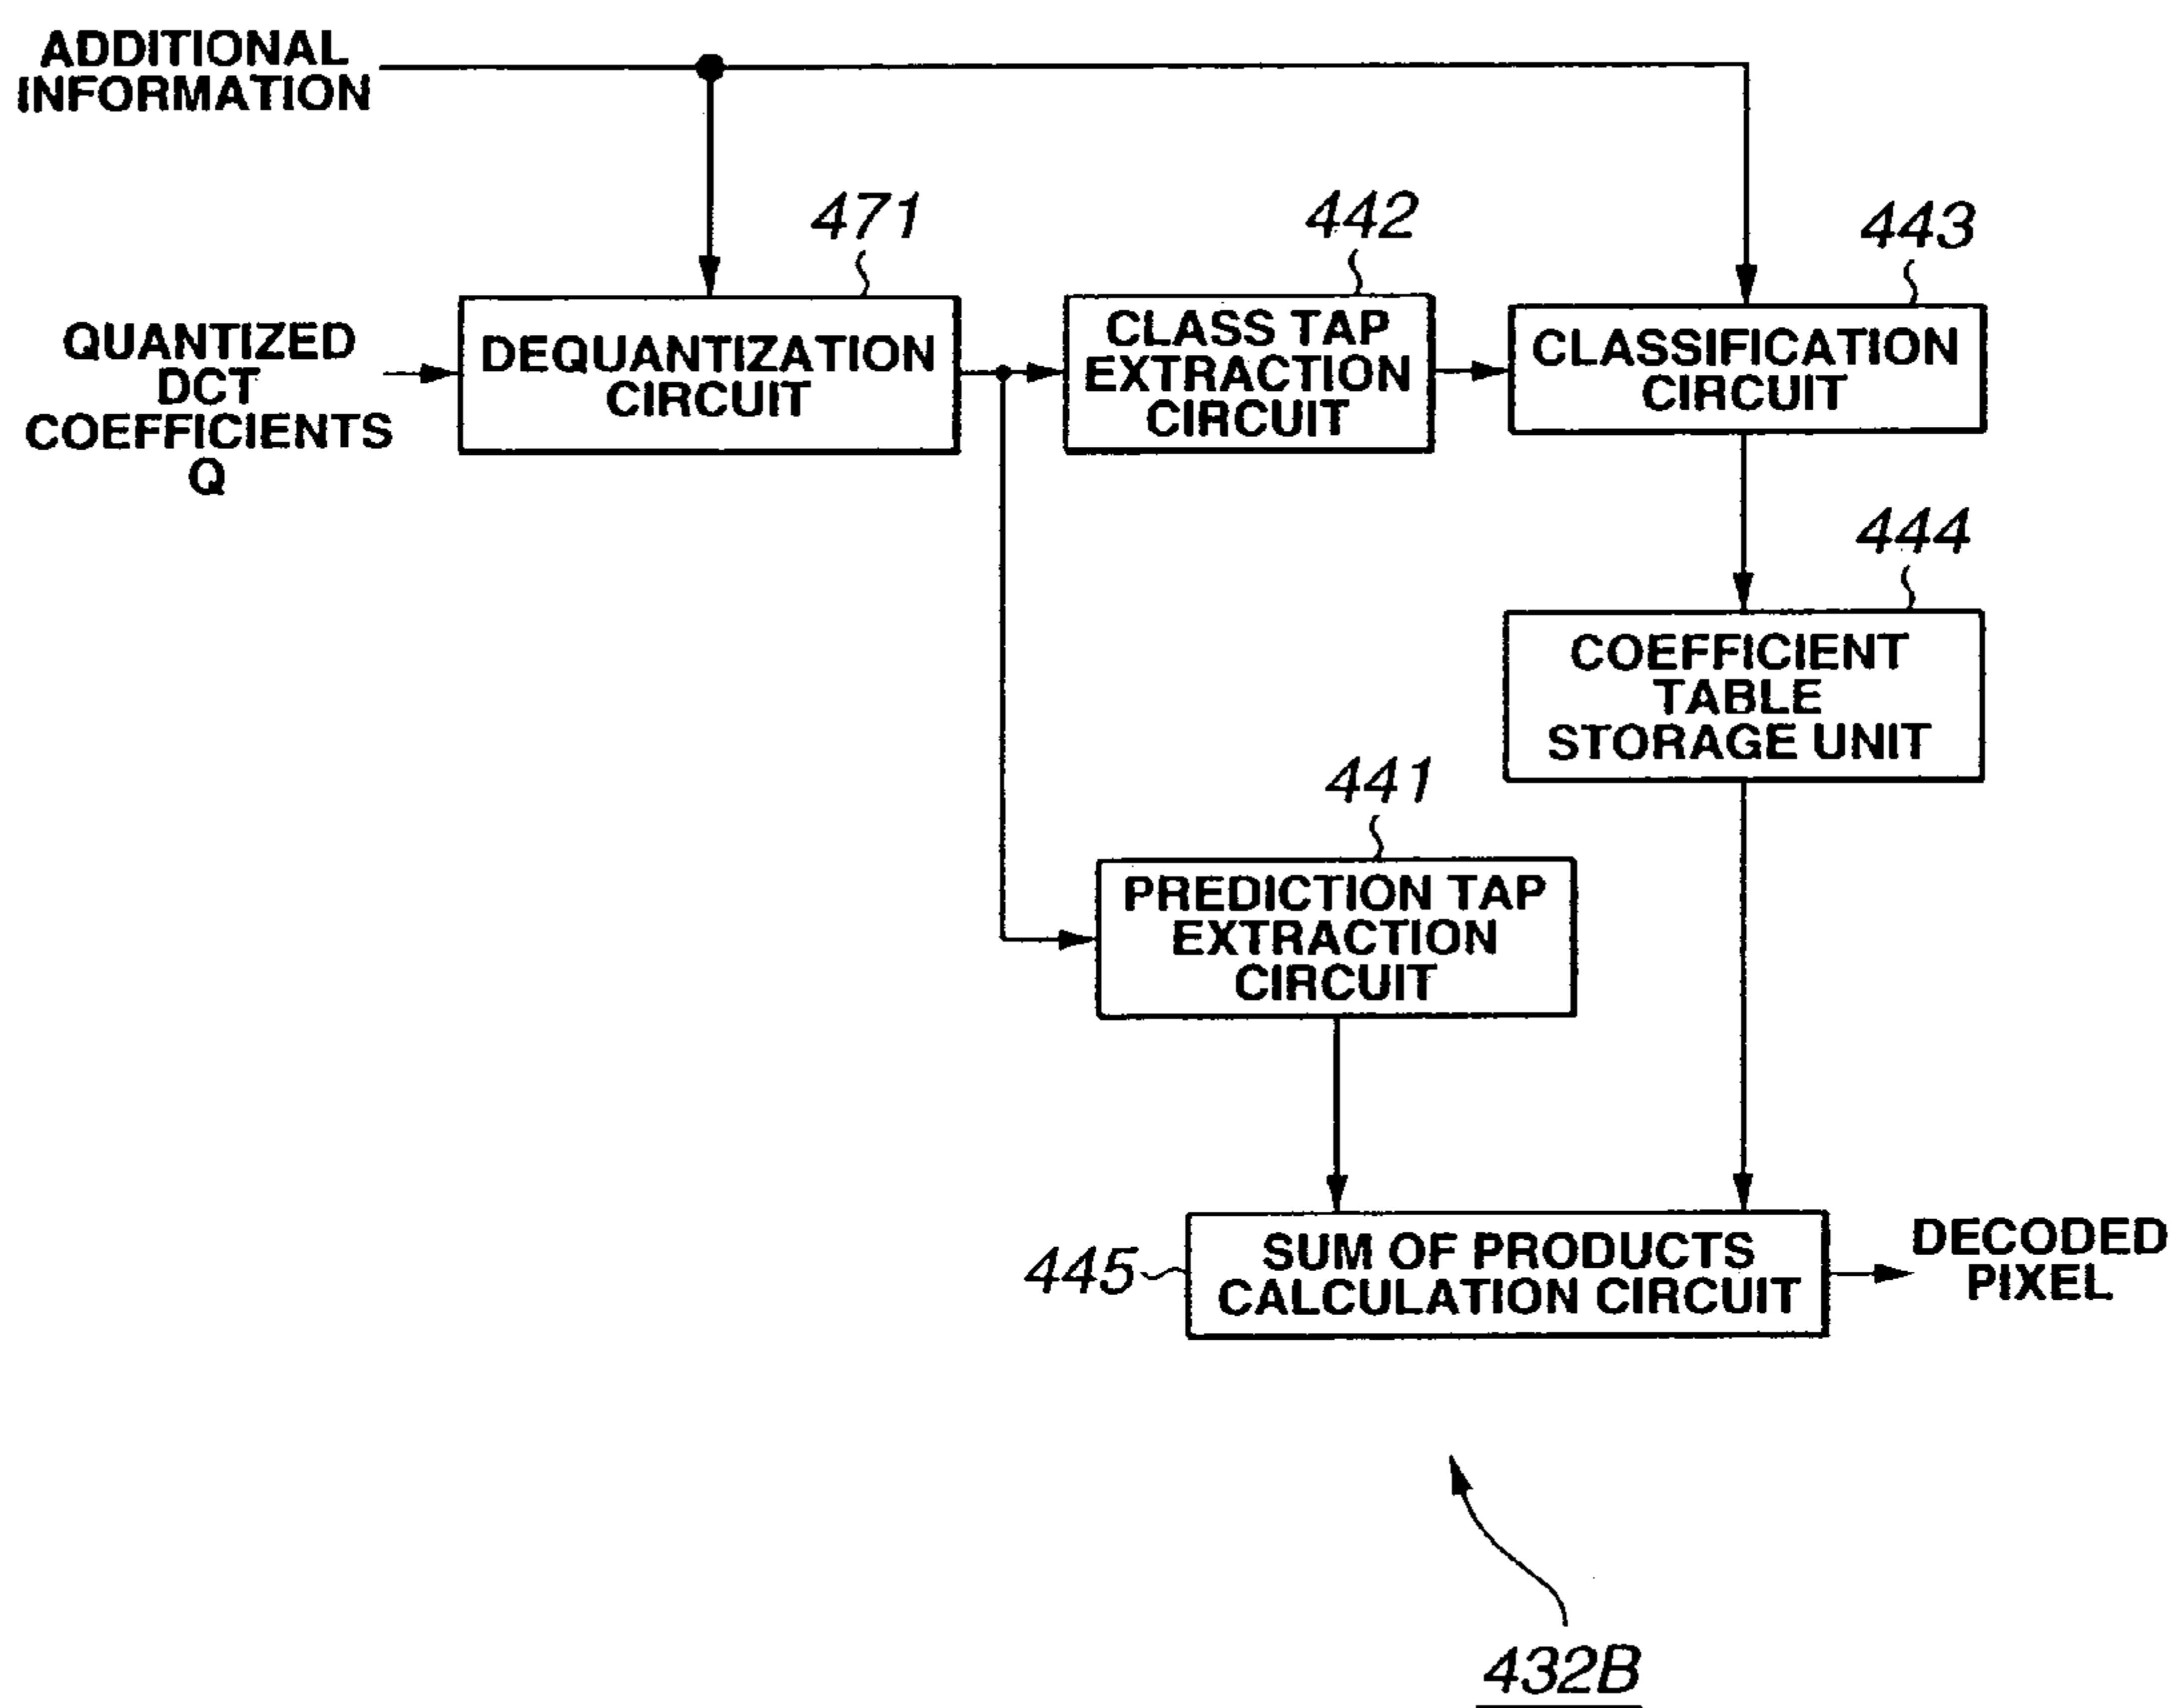 ADDITIONAL
INFORMATION
471
442
443
QUANTIZED
DCT
COEFFICIENTS
Q
DEQUANTIZATION
CIRCUIT
CLASS TAP
EXTRACTION
CIRCUIT
CLASSIFICATION
CIRCUIT
444
COEFFICIENT
TABLE
STORAGE UNIT
441
PREDICTION TAP
EXTRACTION
CIRCUIT
445
SUM OF PRODUCTS
CALCULATION CIRCUIT
DECODED
PIXEL
432B